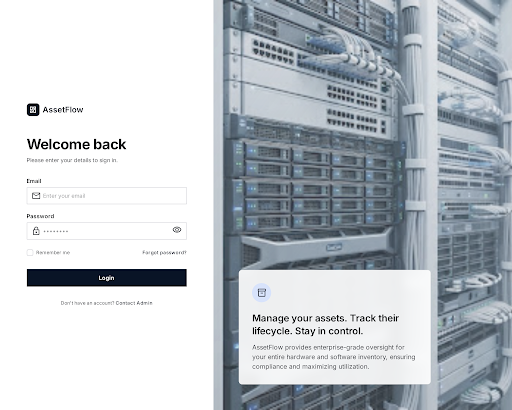 AssetFlow
Welcome back
Please enter your details to sign in.
Email
Enter your email
Password
••••••••
Remember me
Forgot password?
Login
Don't have an account? Contact Admin
Manage your assets. Track their
lifecycle. Stay in control.
AssetFlow provides enterprise-grade oversight for
your entire hardware and software inventory, ensuring
compliance and maximizing utilization.